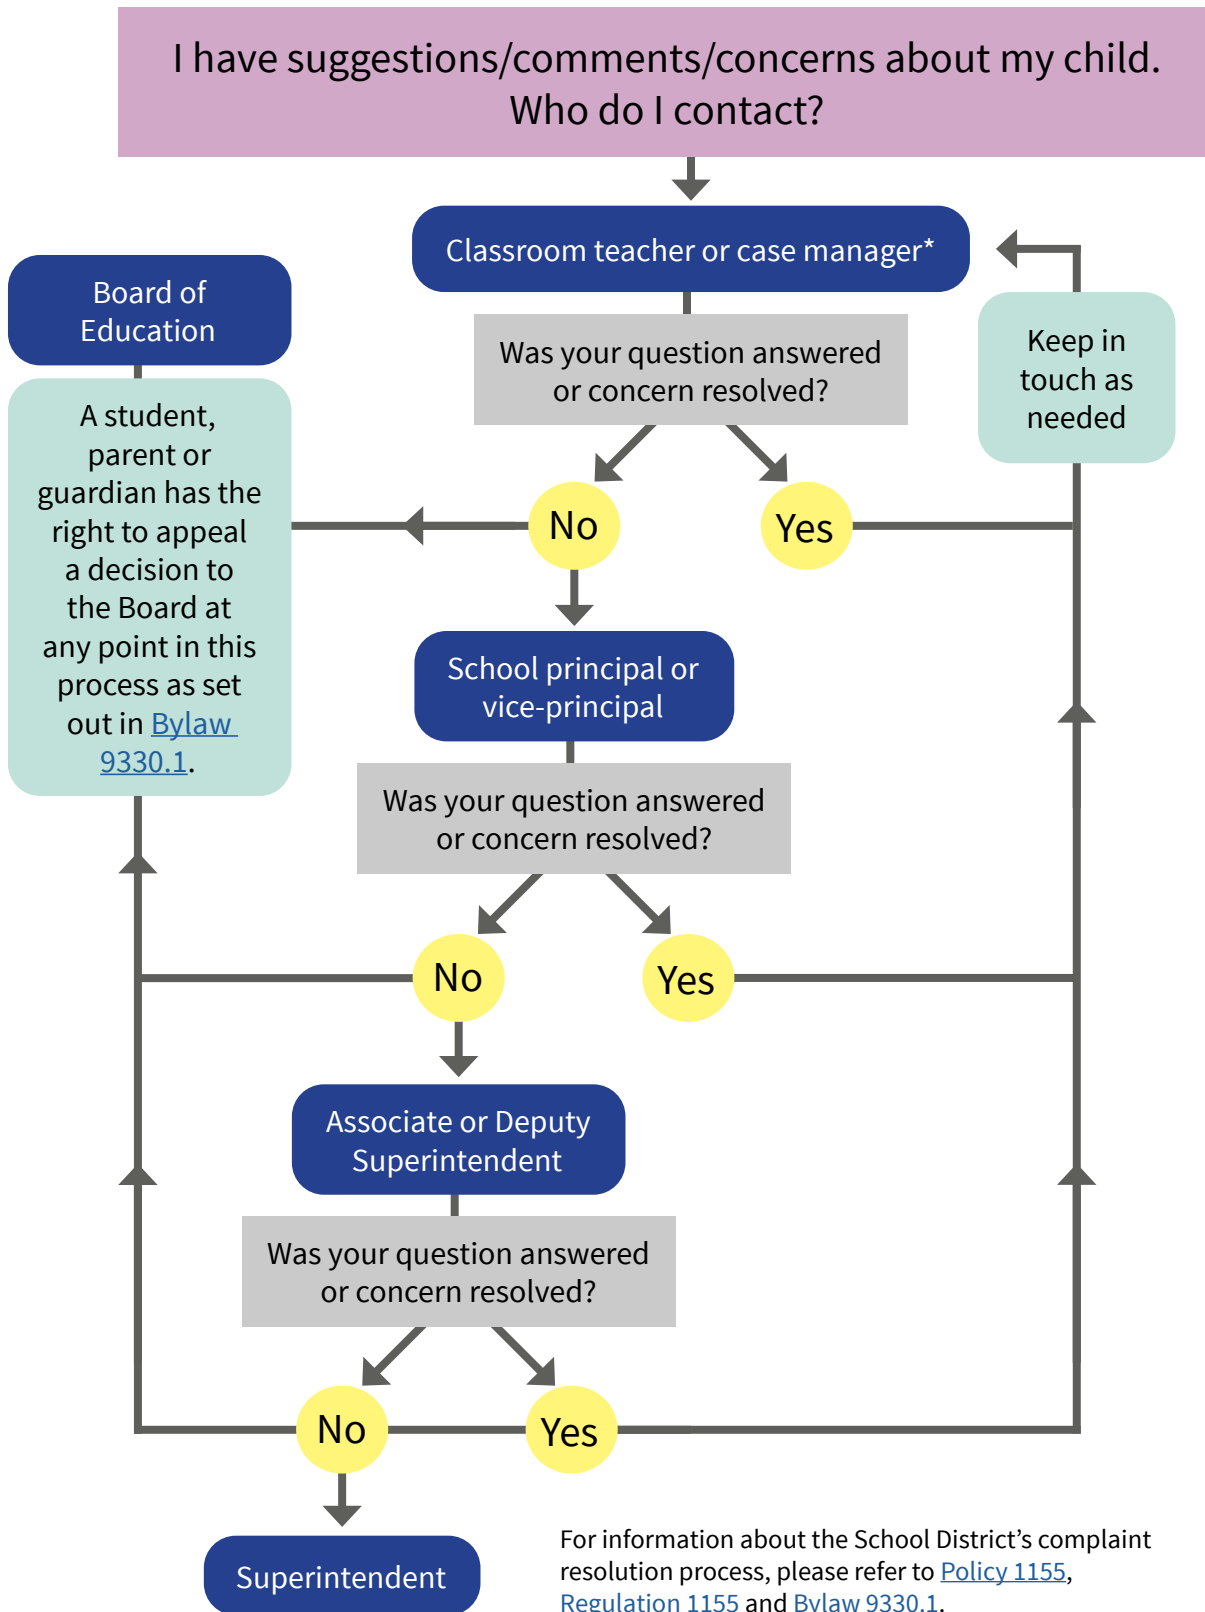 I have suggestions/comments/concerns about my child.
Who do I contact?
Classroom teacher or case manager*
Board of
Education
Was your question answered
or concern resolved?
Keep in
touch as
needed
A student,
parent or
guardian has the
right to appeal
a decision to
the Board at
any point in this
process as set
out in Bylaw
9330.1.
No
Yes
School principal or
vice-principal
Was your question answered
or concern resolved?
No
Yes
Associate or Deputy
Superintendent
Was your question answered
or concern resolved?
No
Yes
Superintendent
For information about the School District’s complaint
resolution process, please refer to Policy 1155,
Regulation 1155 and Bylaw 9330.1.